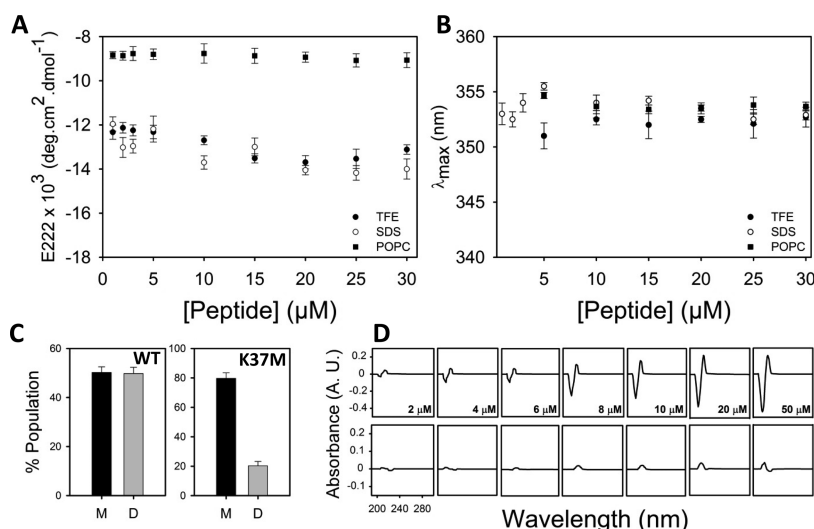 A
B
-8
-10
-12
-14
-16
-18
E222 x 10³ (deg.cm².dmol⁻¹)
TFE
SDS
POPC
0 5 10 15 20 25 30
[Peptide] (µM)
360
355
350
345
340
λmax (nm)
TFE
SDS
POPC
5 10 15 20 25 30
[Peptide] (µM)
C
WT
K37M
60
40
20
0
% Population
M D
100
80
60
40
20
0
M D
D
0.2
0
-0.2
-0.4
2 µM
4 µM
6 µM
8 µM
10 µM
20 µM
50 µM
0.2
0.1
0
-0.1
Absorbance (A. U.)
200 240 280
Wavelength (nm)